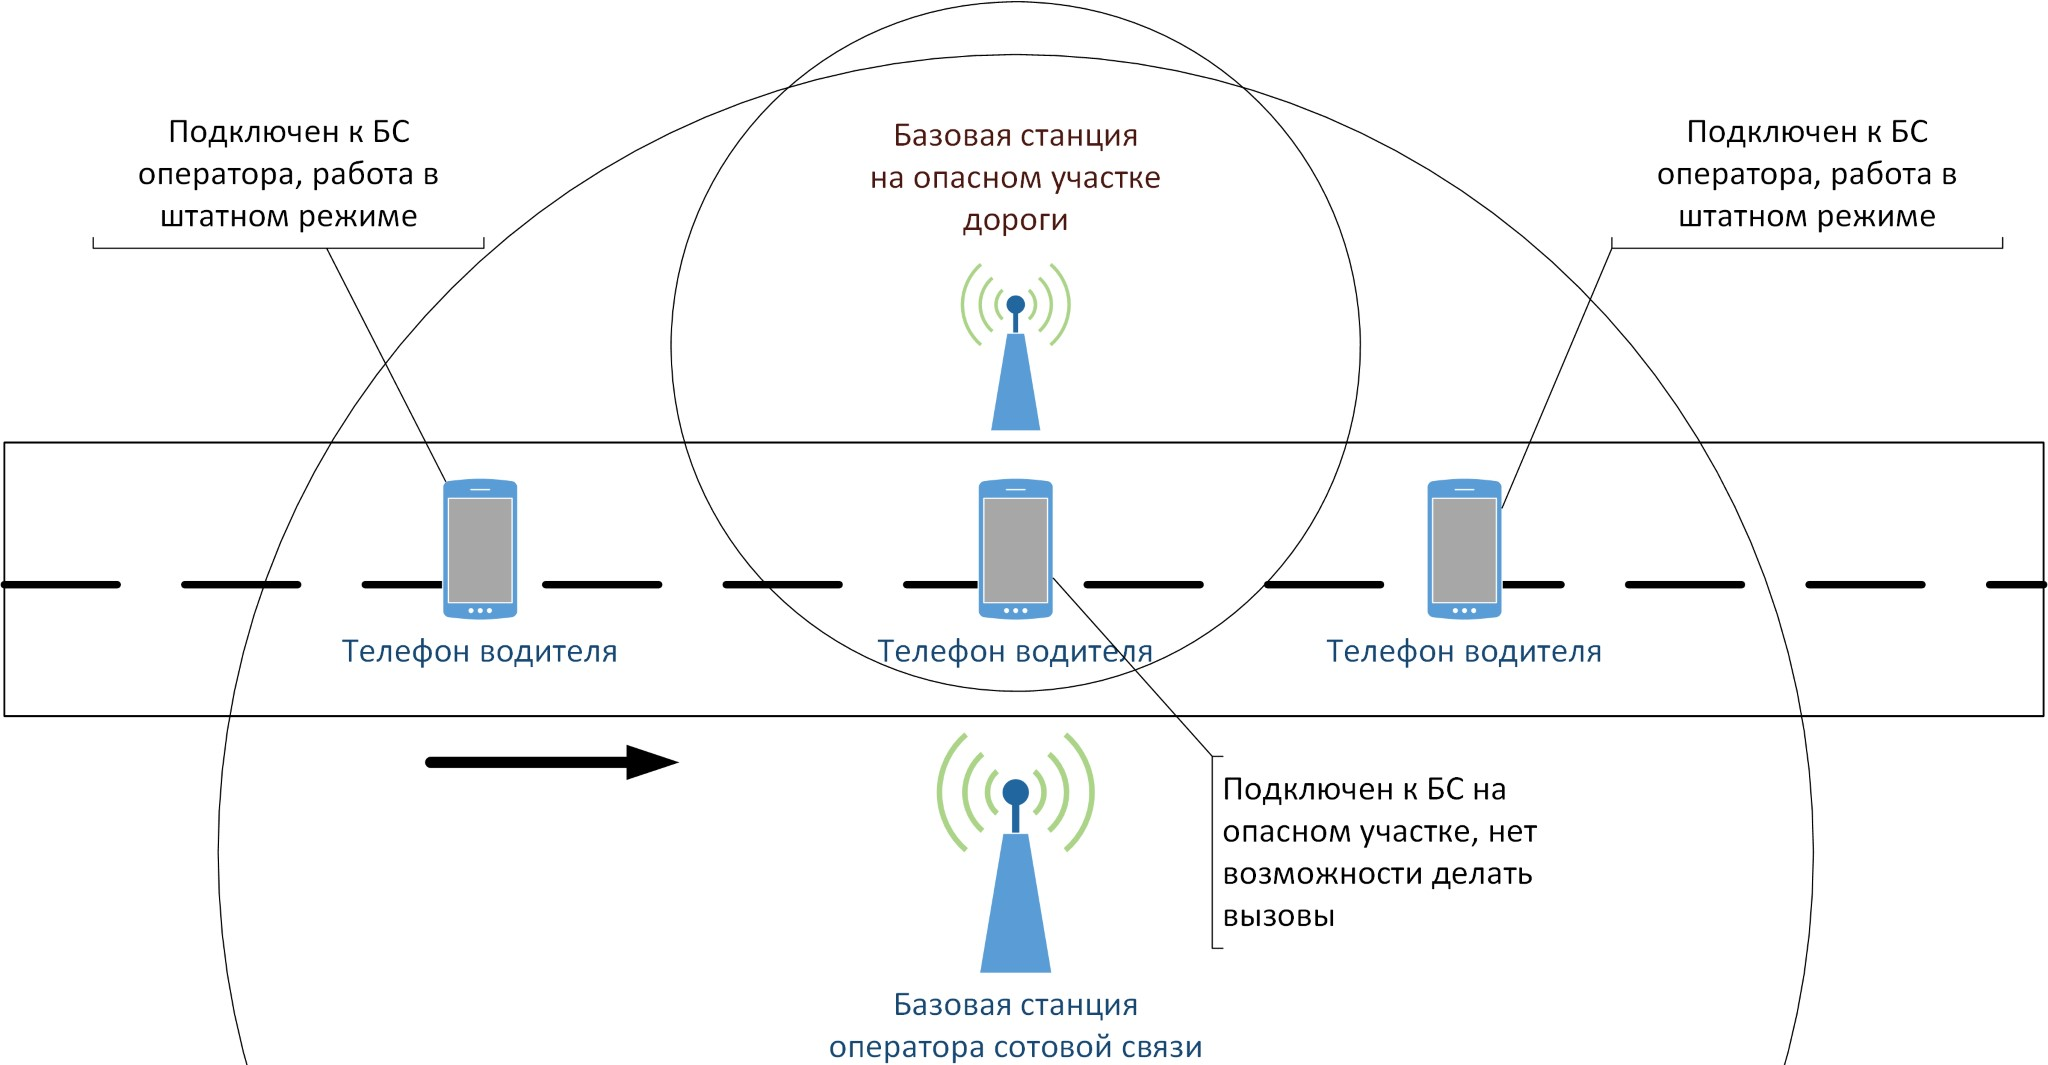 Подключен к БС
оператора, работа в
штатном режиме
Базовая станция
на опасном участке
дороги
Подключен к БС
оператора, работа в
штатном режиме
Телефон водителя
Телефон водителя
Телефон водителя
Подключен к БС на
опасном участке, нет
возможности делать
вызовы
Базовая станция
оператора сотовой связи